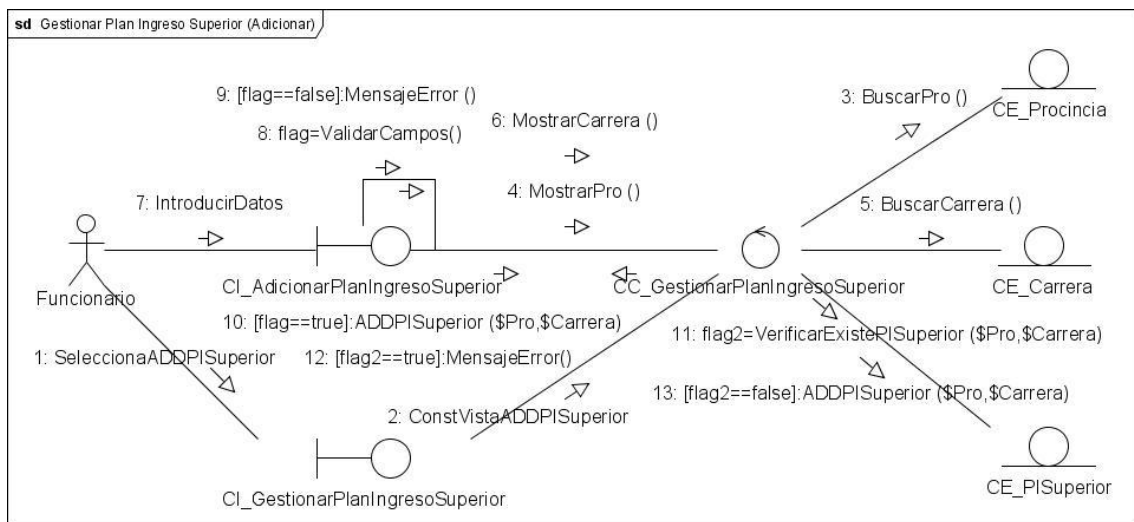 sd Gestionar Plan Ingreso Superior (Adicionar)
9: [flag==false]:MensajeError ()
8: flag=ValidarCampos()
6: MostrarCarrera ()
3: BuscarPro ()
CE_Procincia
7: IntroducirDatos
4: MostrarPro ()
5: BuscarCarrera ()
Funcionario
CI_AdicionarPlanIngresoSuperior
CC_GestionarPlanIngresoSuperior
CE_Carrera
10: [flag==true]:ADDPISuperior ($Pro,$Carrera)
11: flag2=VerificarExistePISuperior ($Pro,$Carrera)
1: SeleccionaADDPISuperior
12: [flag2==true]:MensajeError()
13: [flag2==false]:ADDPISuperior ($Pro,$Carrera)
2: ConstVistaADDPISuperior
CI_GestionarPlanIngresoSuperior
CE_PISuperior